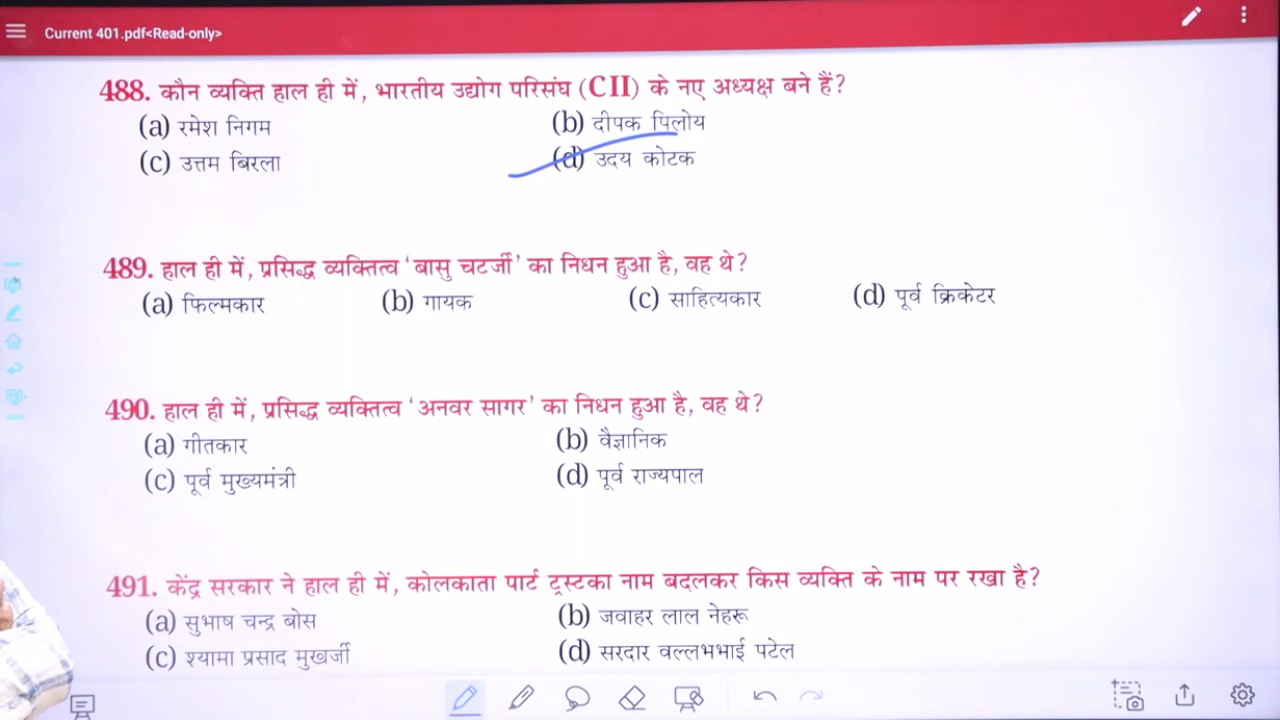 Current 401.pdf<Read-only>
488. कौन व्यक्ति हाल ही में, भारतीय उद्योग परिसंघ (CII) के नए अध्यक्ष बने हैं?
(a) रमेश निगम (b) दीपक पिलोय
(c) उत्तम बिरला (d) उदय कोटक
489. हाल ही में, प्रसिद्ध व्यक्तित्व ‘बासु चटर्जी’ का निधन हुआ है, वह थे?
(a) फिल्मकार (b) गायक (c) साहित्यकार (d) पूर्व क्रिकेटर
490. हाल ही में, प्रसिद्ध व्यक्तित्व ‘अनवर सागर’ का निधन हुआ है, वह थे?
(a) गीतकार (b) वैज्ञानिक
(c) पूर्व मुख्यमंत्री (d) पूर्व राज्यपाल
491. केंद्र सरकार ने हाल ही में, कोलकाता पार्ट ट्रस्टका नाम बदलकर किस व्यक्ति के नाम पर रखा है?
(a) सुभाष चन्द्र बोस (b) जवाहर लाल नेहरू
(c) श्यामा प्रसाद मुखर्जी (d) सरदार वल्लभभाई पटेल